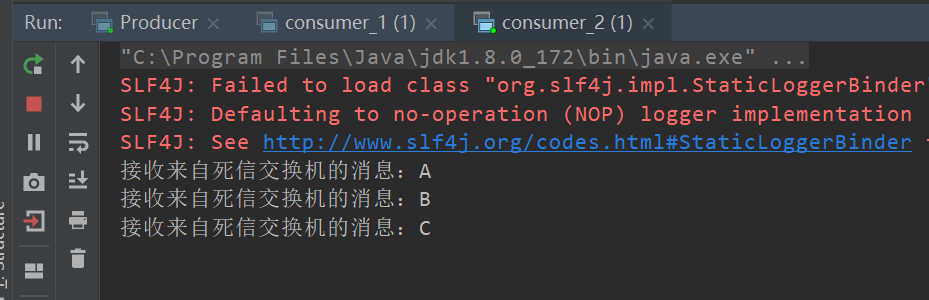 Run: Producer consumer_1 (1) consumer_2 (1)
"C:\Program Files\Java\jdk1.8.0_172\bin\java.exe" ...
SLF4J: Failed to load class "org.slf4j.impl.StaticLoggerBinder"
SLF4J: Defaulting to no-operation (NOP) logger implementation
SLF4J: See http://www.slf4j.org/codes.html#StaticLoggerBinder
接收来自死信交换机的消息：A
接收来自死信交换机的消息：B
接收来自死信交换机的消息：C
Structure